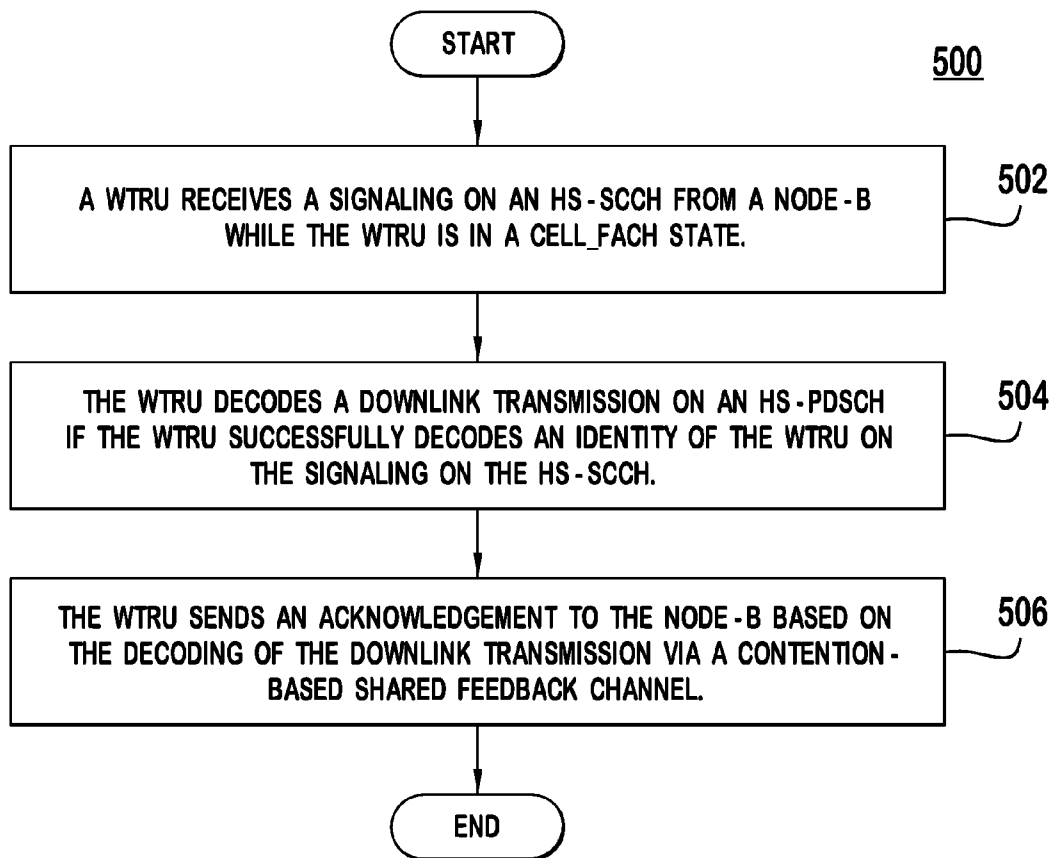 START
500
A WTRU RECEIVES A SIGNALING ON AN HS-SCCH FROM A NODE-B
WHILE THE WTRU IS IN A CELL_FACH STATE.
502
THE WTRU DECODES A DOWNLINK TRANSMISSION ON AN HS-PDSCH
IF THE WTRU SUCCESSFULLY DECODES AN IDENTITY OF THE WTRU ON
THE SIGNALING ON THE HS-SCCH.
504
THE WTRU SENDS AN ACKNOWLEDGEMENT TO THE NODE-B BASED ON
THE DECODING OF THE DOWNLINK TRANSMISSION VIA A CONTENTION-
BASED SHARED FEEDBACK CHANNEL.
506
END